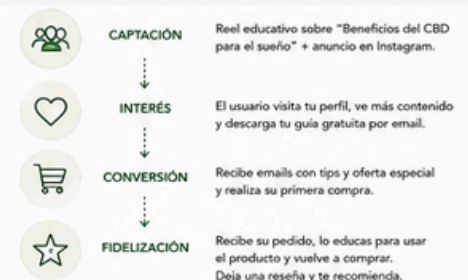 CAPTACIÓN
Reel educativo sobre “Beneficios del CBD
para el sueño” + anuncio en Instagram.
INTERÉS
El usuario visita tu perfil, ve más contenido
y descarga tu guía gratuita por email.
CONVERSIÓN
Recibe emails con tips y oferta especial
y realiza su primera compra.
FIDELIZACIÓN
Recibe su pedido, lo educas para usar
el producto y vuelve a comprar.
Deja una reseña y te recomienda.